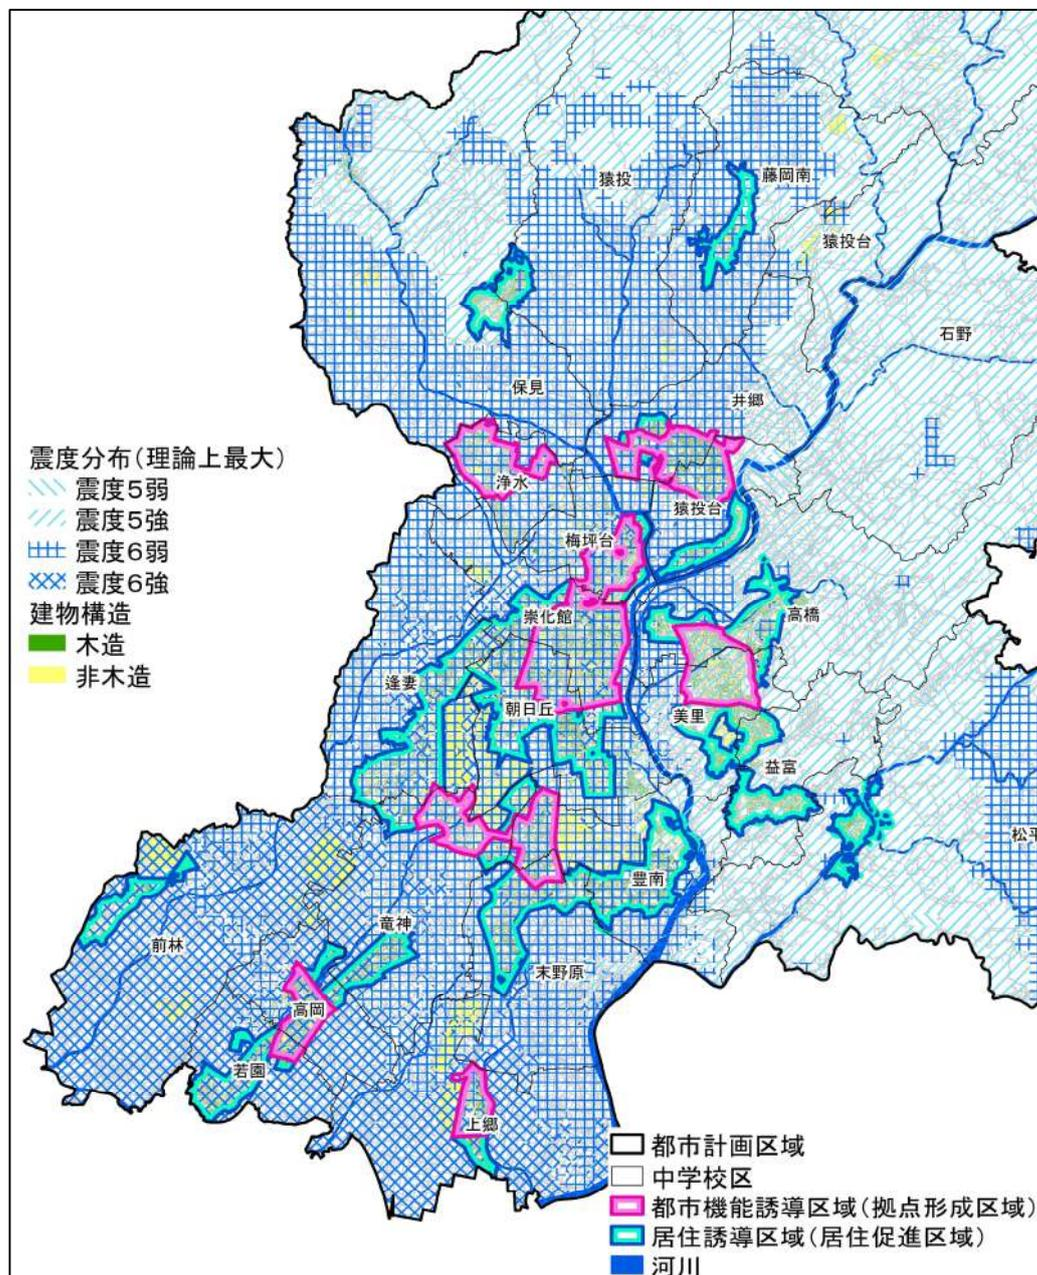 猿投
藤岡南
猿投台
石野
保見
井郷
浄水
猿投台
梅坪台
崇化館
高橋
逢妻
朝日丘
美里
益富
松平
豊南
竜神
前林
末野原
高岡
若園
上郷
震度分布(理論上最大)
震度5弱
震度5強
震度6弱
震度6強
建物構造
木造
非木造
都市計画区域
中学校区
都市機能誘導区域(拠点形成区域)
居住誘導区域(居住促進区域)
河川